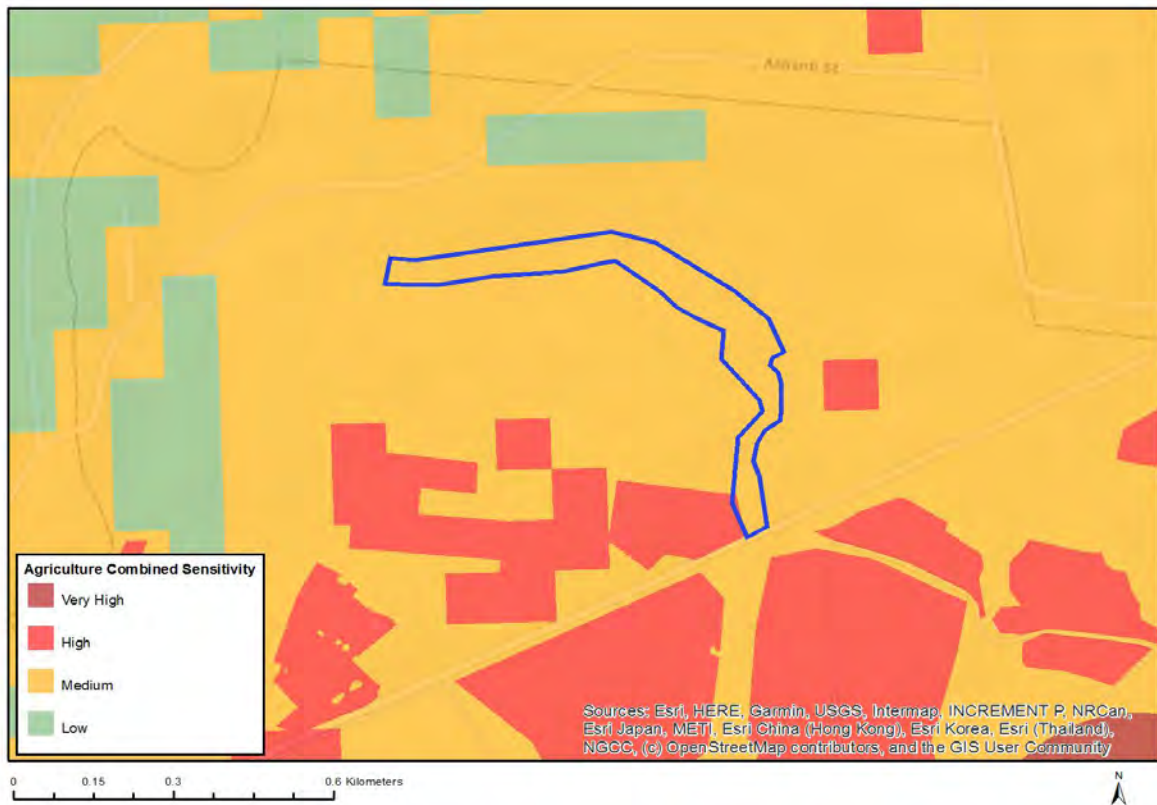 Agriculture Combined Sensitivity
Very High
High
Medium
Low
Sources: Esri, HERE, Garmin, USGS, Intermap, INCREMENT P, NRCan,
Esri Japan, METI, Esri China (Hong Kong), Esri Korea, Esri (Thailand),
NGCC, (c) OpenStreetMap contributors, and the GIS User Community
0 0.15 0.3 0.6 Kilometers
N